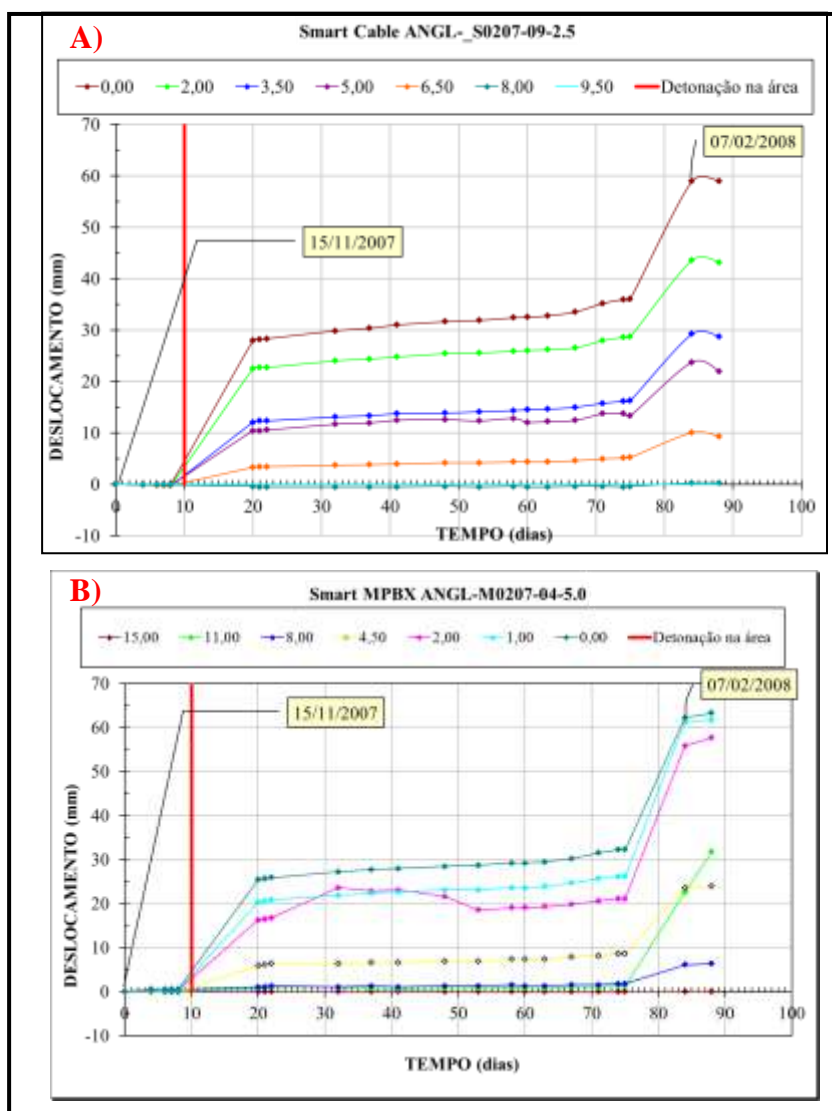 A)
Smart Cable ANGL-_S0207-09-2.5
0,00 2,00 3,50 5,00 6,50 8,00 9,50 Detonação na área
70
60
50
40
30
20
10
0
-10
DESLOCAMENTO (mm)
07/02/2008
15/11/2007
0 10 20 30 40 50 60 70 80 90 100
TEMPO (dias)
B)
Smart MPBX ANGL-M0207-04-5.0
15,00 11,00 8,00 4,50 2,00 1,00 0,00 Detonação na área
70
60
50
40
30
20
10
0
-10
DESLOCAMENTO (mm)
07/02/2008
15/11/2007
0 10 20 30 40 50 60 70 80 90 100
TEMPO (dias)